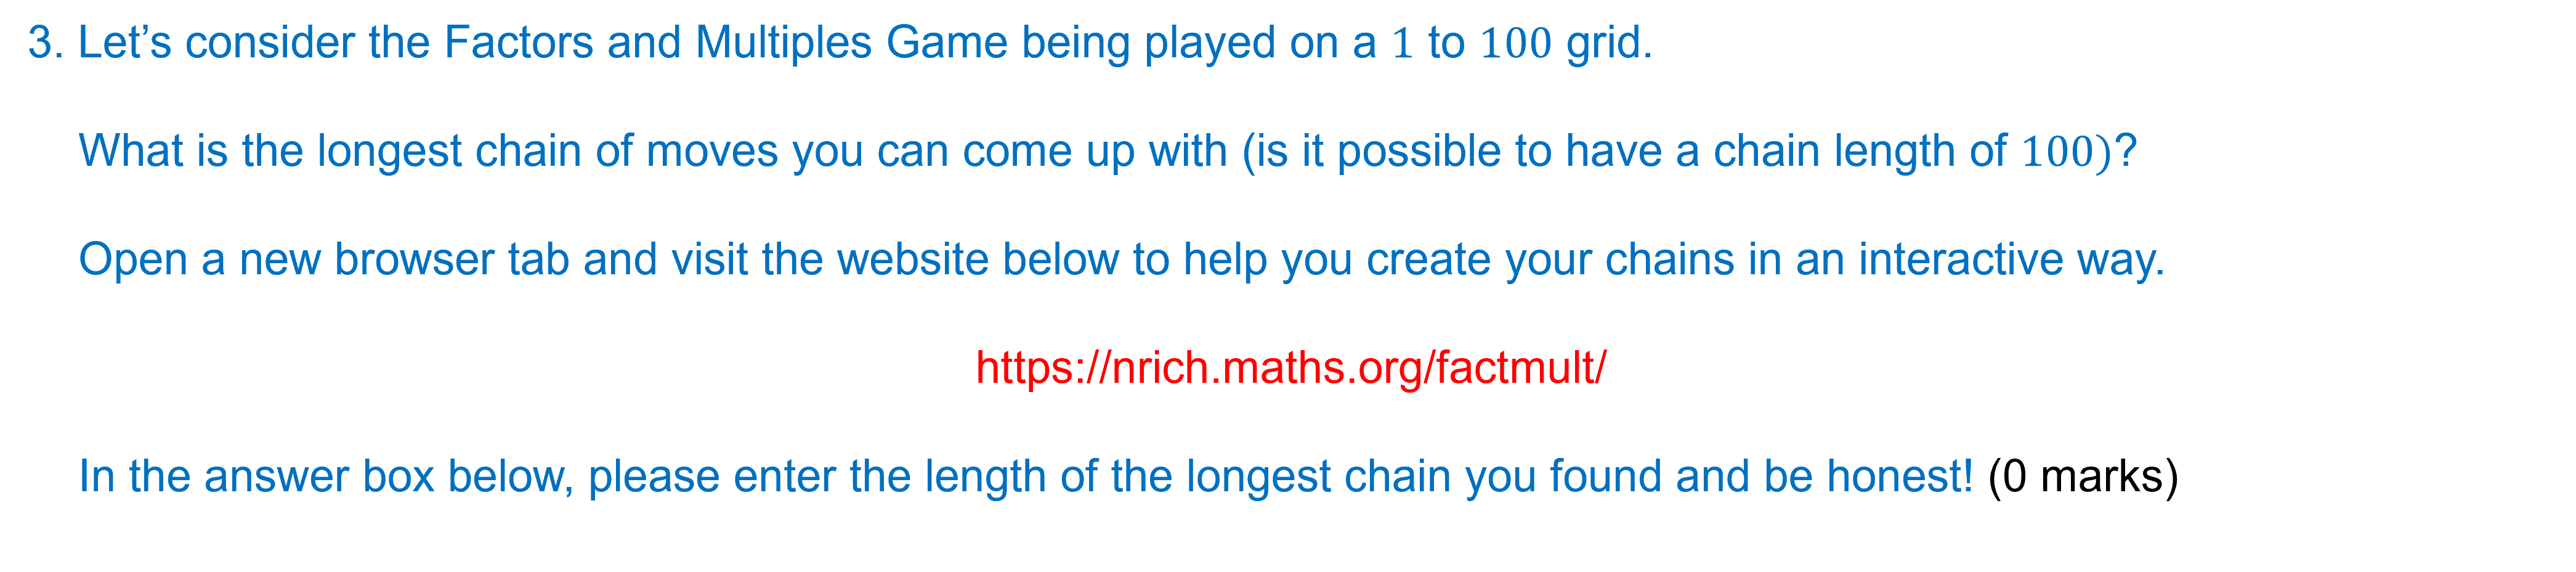 3. Let’s consider the Factors and Multiples Game being played on a 1 to 100 grid.
What is the longest chain of moves you can come up with (is it possible to have a chain length of 100)?
Open a new browser tab and visit the website below to help you create your chains in an interactive way.
https://nrich.maths.org/factmult/
In the answer box below, please enter the length of the longest chain you found and be honest! (0 marks)